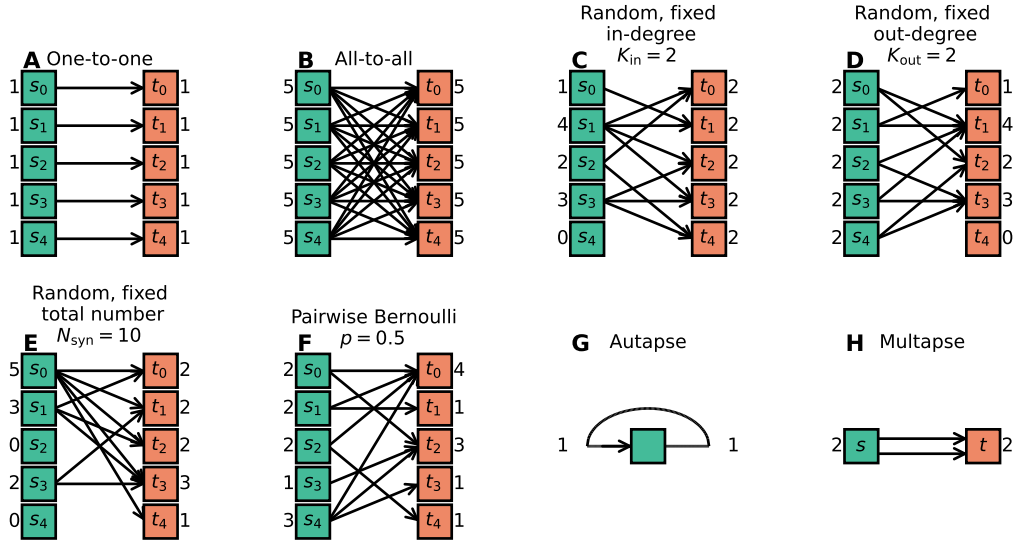 A One-to-one
1 s0 t0 1
1 s1 t1 1
1 s2 t2 1
1 s3 t3 1
1 s4 t4 1
B All-to-all
5 s0 t0 5
5 s1 t1 5
5 s2 t2 5
5 s3 t3 5
5 s4 t4 5
Random, fixed
in-degree
C K_in = 2
1 s0 t0 2
4 s1 t1 2
2 s2 t2 2
3 s3 t3 2
0 s4 t4 2
Random, fixed
out-degree
D K_out = 2
2 s0 t0 1
2 s1 t1 4
2 s2 t2 2
2 s3 t3 3
2 s4 t4 0
Random, fixed
total number
E N_syn = 10
5 s0 t0 2
3 s1 t1 2
0 s2 t2 2
2 s3 t3 3
0 s4 t4 1
Pairwise Bernoulli
F p = 0.5
2 s0 t0 4
2 s1 t1 1
2 s2 t2 3
1 s3 t3 1
3 s4 t4 1
G Autapse
1 1
H Multapse
2 s t 2